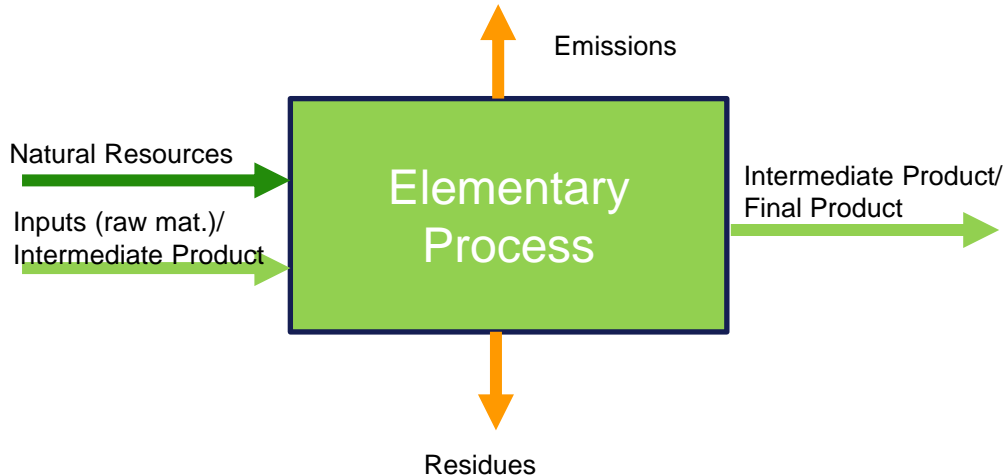 Emissions
Natural Resources
Inputs (raw mat.)/
Intermediate Product
Elementary
Process
Intermediate Product/
Final Product
Residues